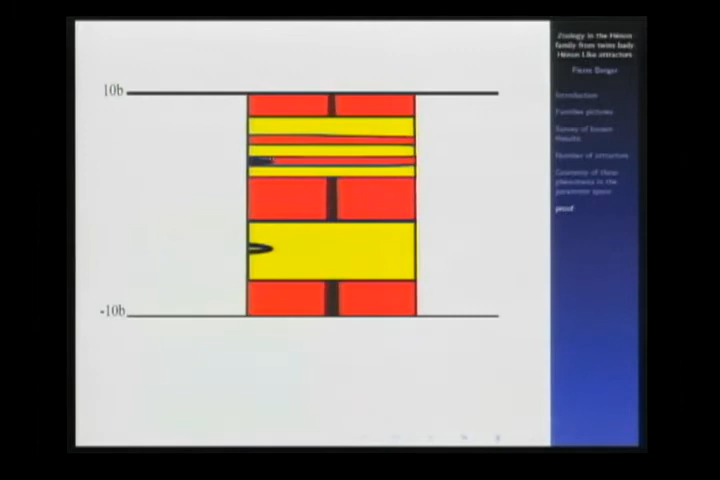 Zoology in the Hénon
family from twins baby
Hénon Like attractors
Pierre Berger
Introduction
Families pictures
Survey of known
Results
Number of attractors
Geometry of these
phenomena in the
parameter space
proof
10b
-10b